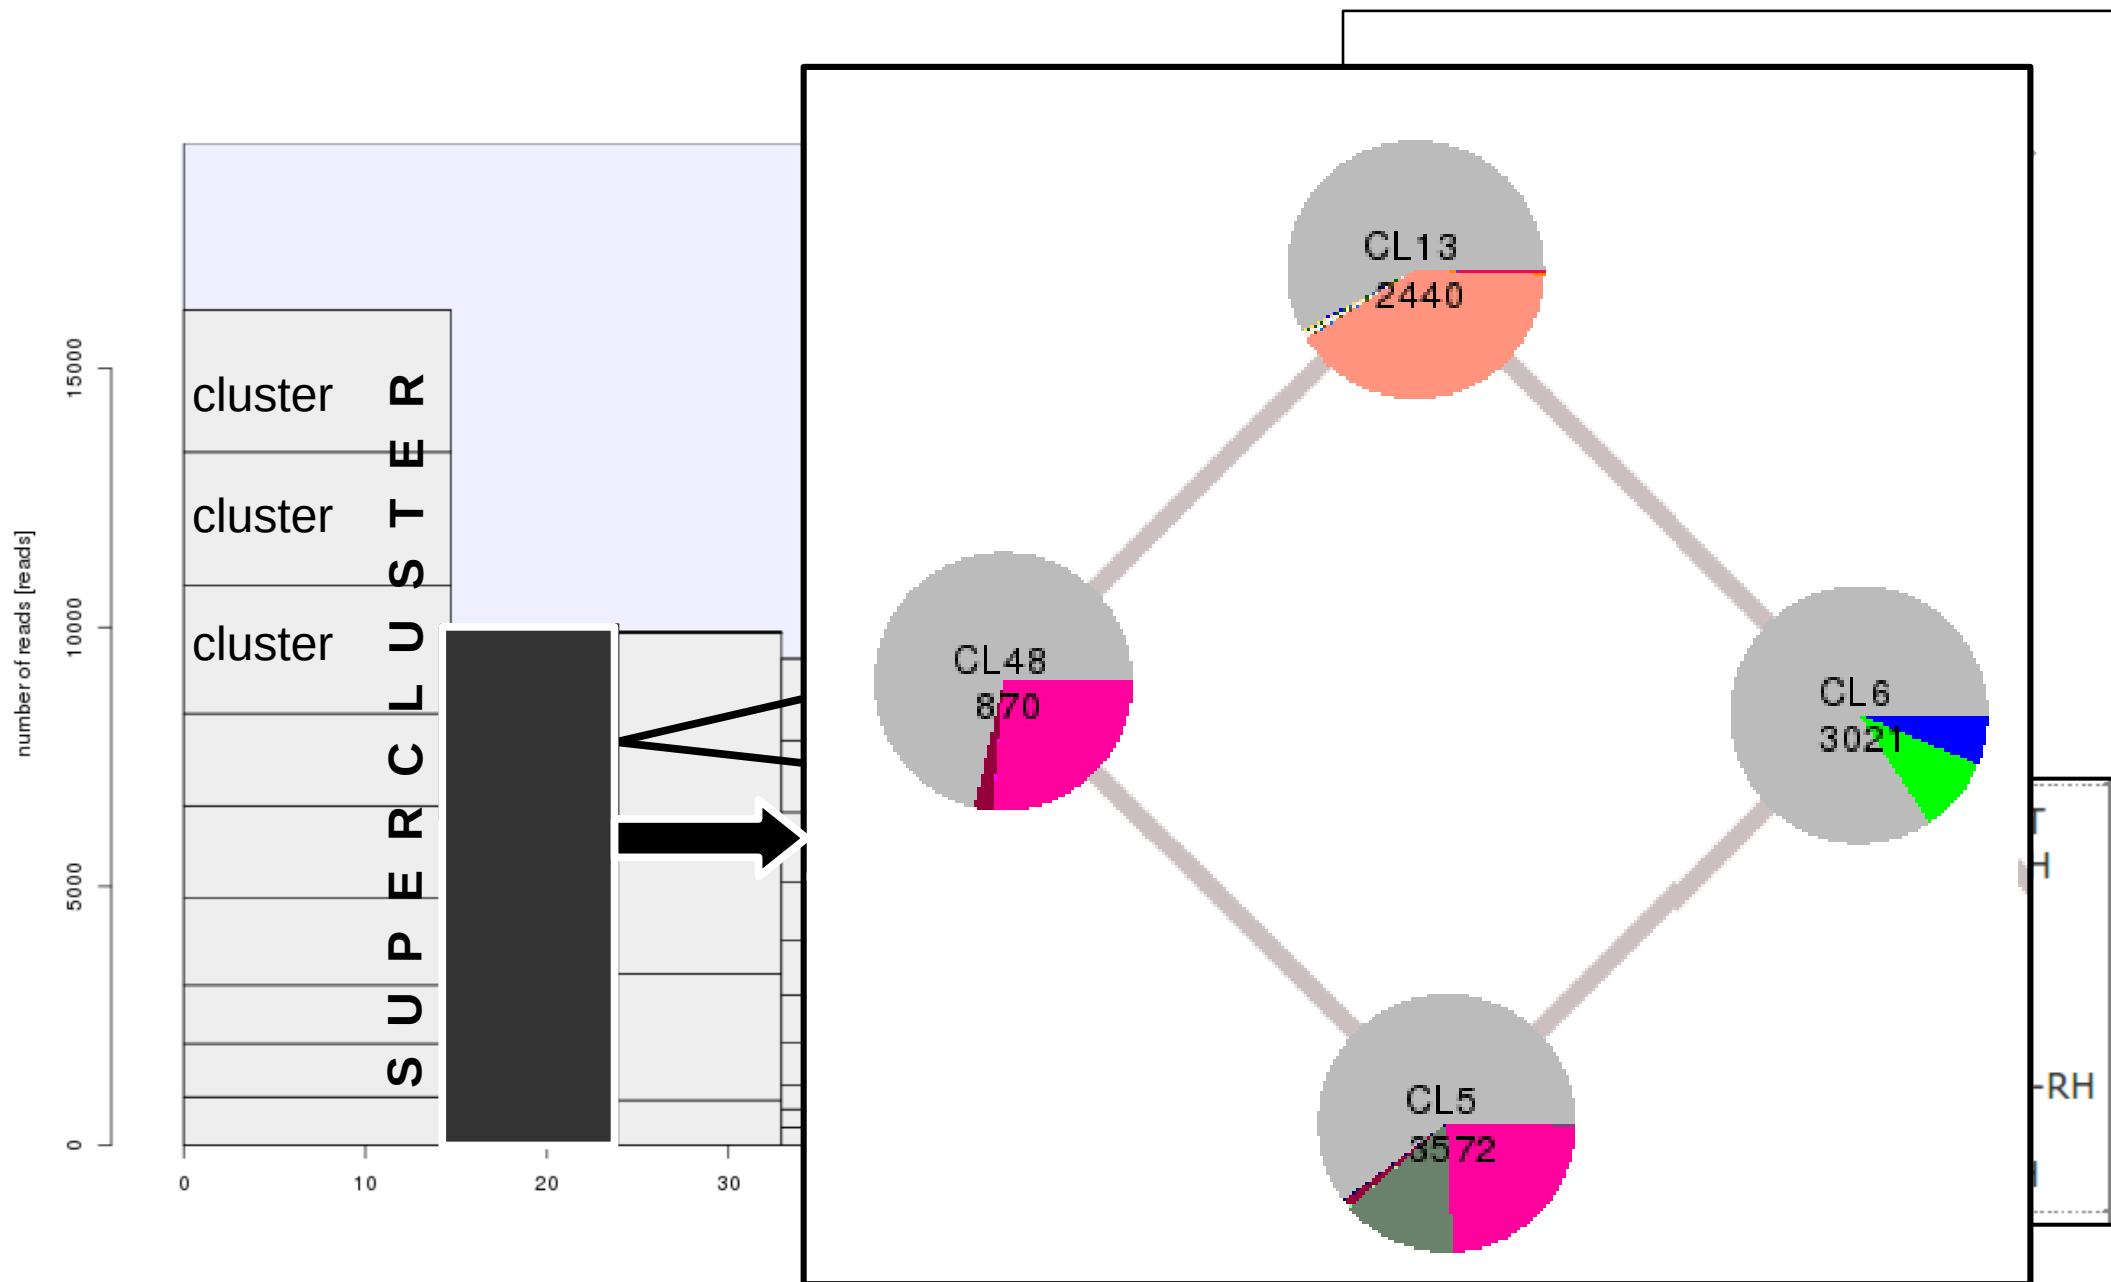 number of reads [reads]
15000
10000
5000
0
0
10
20
30
cluster
cluster
cluster
SUPERCLUSTER
CL13
2440
CL48
870
CL6
3021
CL5
3572
T
H
-RH